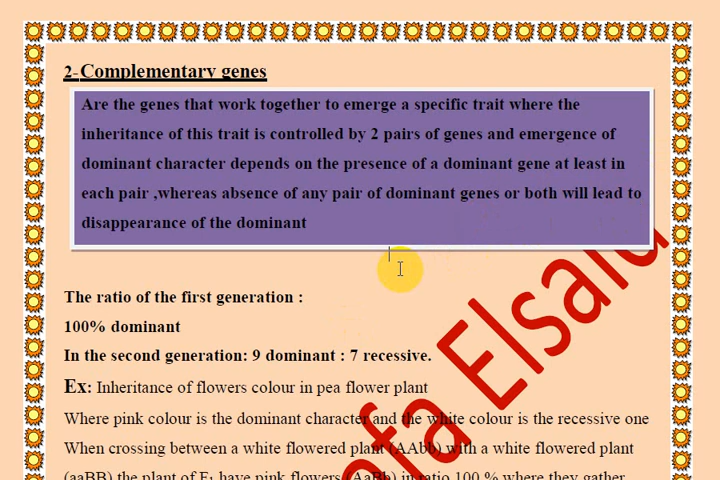 2-Complementary genes
Are the genes that work together to emerge a specific trait where the
inheritance of this trait is controlled by 2 pairs of genes and emergence of
dominant character depends on the presence of a dominant gene at least in
each pair ,whereas absence of any pair of dominant genes or both will lead to
disappearance of the dominant
The ratio of the first generation :
100% dominant
In the second generation: 9 dominant : 7 recessive.
Ex: Inheritance of flowers colour in pea flower plant
Where pink colour is the dominant character and the white colour is the recessive one
When crossing between a white flowered plant (AAbb) with a white flowered plant
(aaBB) the plant of F₁ have pink flowers (AaBb) in ratio 100 % where they gather
afa Elsaid